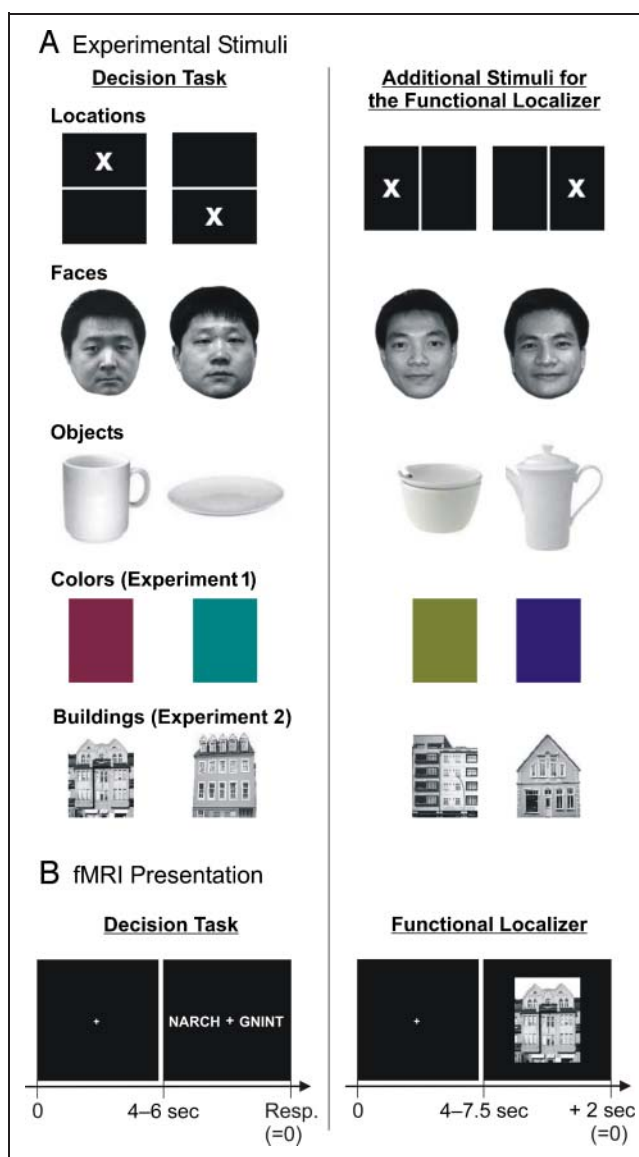 A Experimental Stimuli
Decision Task
Additional Stimuli for
the Functional Localizer
Locations
X
X
X
X
Faces
Objects
Colors (Experiment 1)
Buildings (Experiment 2)
B fMRI Presentation
Decision Task
Functional Localizer
+
NARCH + GNINT
+
0
4–6 sec
Resp.
(=0)
0
4–7.5 sec
+ 2 sec
(=0)